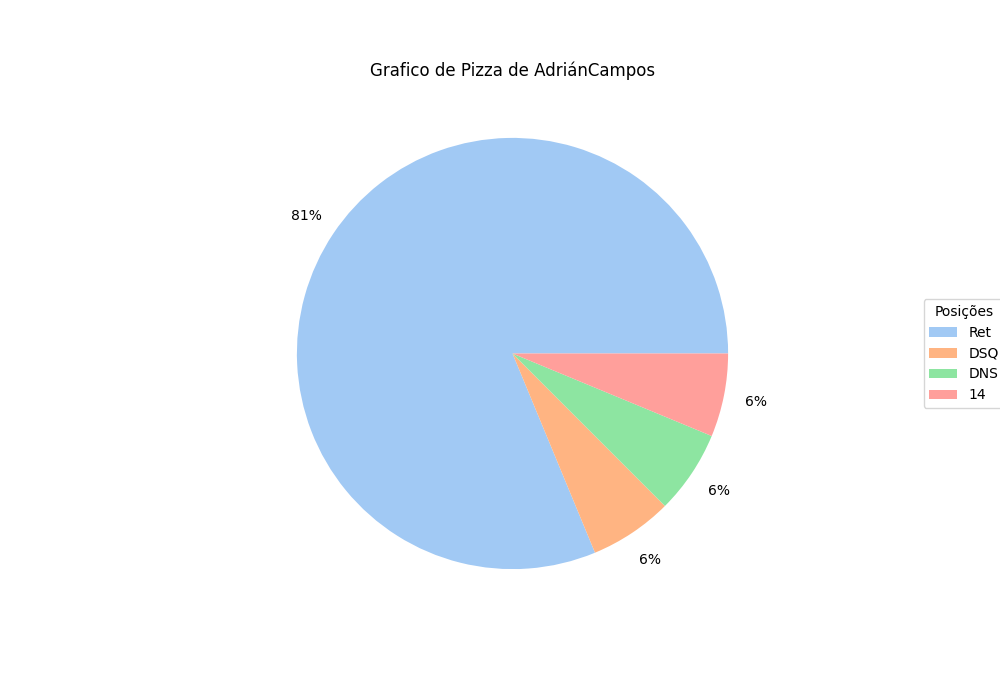 Grafico de Pizza de AdriánCampos
81%
Posições
Ret
DSQ
DNS
14
6%
6%
6%